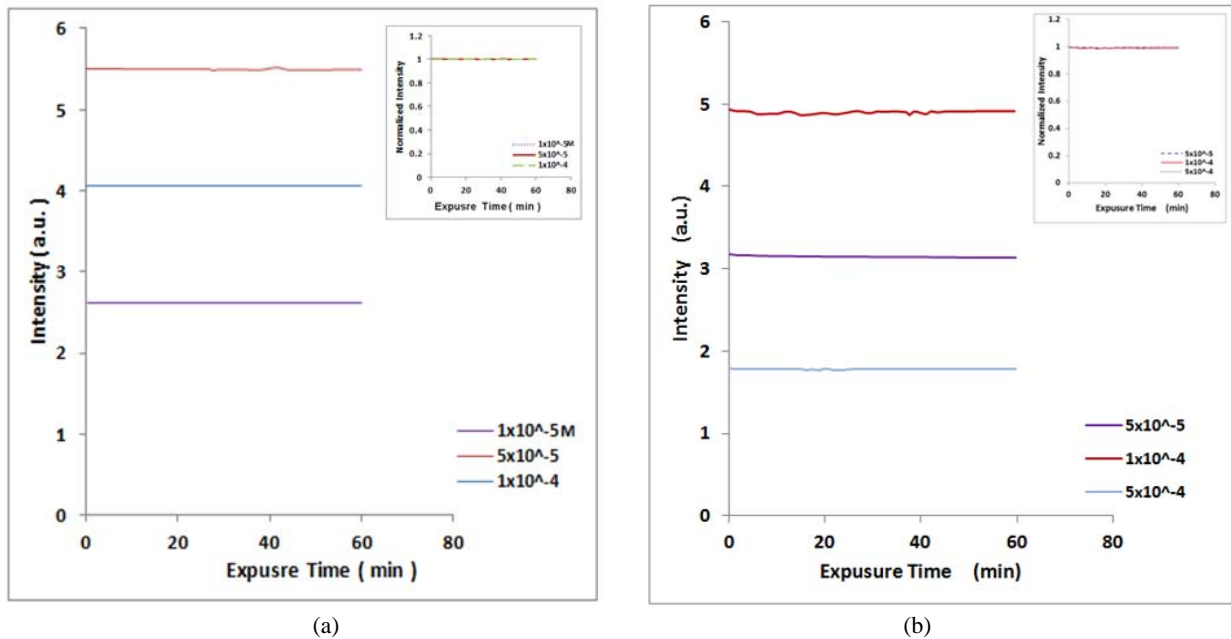 6
5
4
3
2
1
0
0 20 40 60 80
Intensity (a.u.)
Expusre Time ( min )
1x10^-5M
5x10^-5
1x10^-4
1.2
1
0.8
0.6
0.4
0.2
0
0 20 40 60 80
Normalized Intensity
Expusre Time ( min )
1x10^-5M
5x10^-5
1x10^-4
(a)
6
5
4
3
2
1
0
0 20 40 60 80
Intensity (a.u.)
Expusure Time (min)
5x10^-5
1x10^-4
5x10^-4
1.2
1
0.8
0.6
0.4
0.2
0
0 20 40 60 80
Normalized Intensity
Expusure Time (min)
5x10^-5
1x10^-4
5x10^-4
(b)